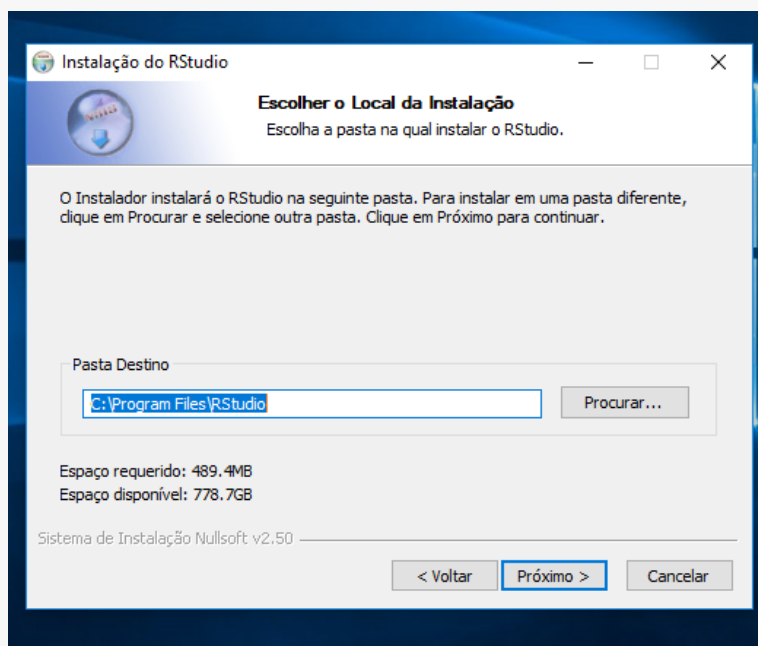 Instalação do RStudio
Escolher o Local da Instalação
Escolha a pasta na qual instalar o RStudio.
O Instalador instalará o RStudio na seguinte pasta. Para instalar em uma pasta diferente,
clique em Procurar e selecione outra pasta. Clique em Próximo para continuar.
Pasta Destino
C:\Program Files\RStudio
Procurar...
Espaço requerido: 489.4MB
Espaço disponível: 778.7GB
Sistema de Instalação Nullsoft v2.50
< Voltar
Próximo >
Cancelar